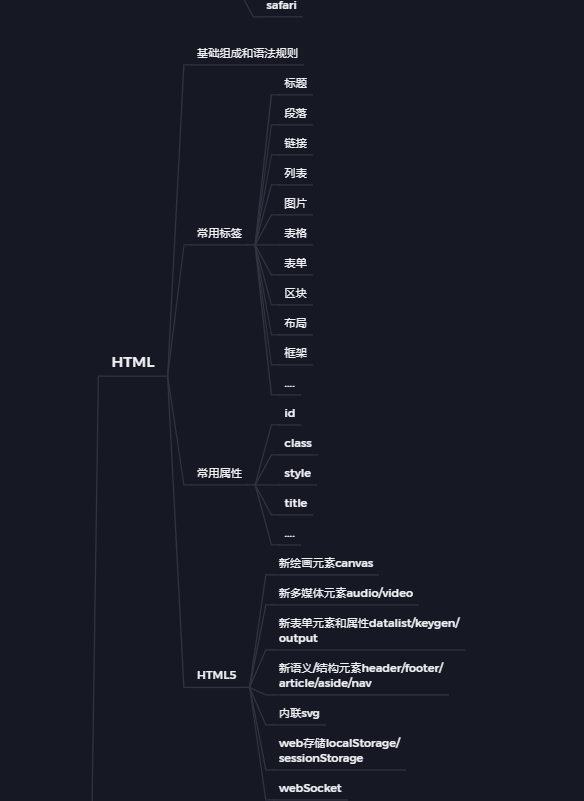 safari
基础组成和语法规则
标题
段落
链接
列表
图片
常用标签
表格
表单
区块
布局
框架
HTML
....
id
class
常用属性
style
title
....
新绘画元素canvas
新多媒体元素audio/video
新表单元素和属性datalist/keygen/
output
新语义/结构元素header/footer/
article/aside/nav
HTML5
内联svg
web存储localStorage/
sessionStorage
webSocket